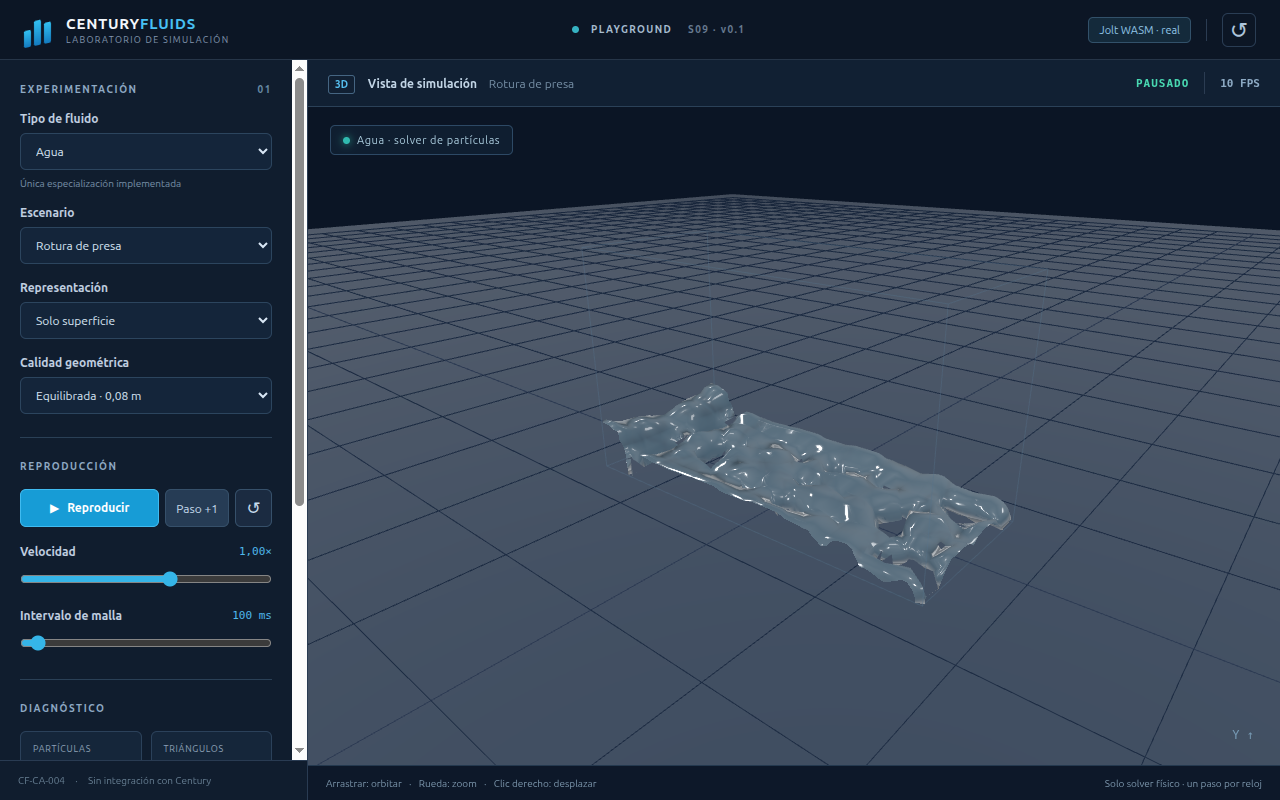 CENTURYFLUIDS
LABORATORIO DE SIMULACIÓN
PLAYGROUND S09 · v0.1
Jolt WASM · real
↺
EXPERIMENTACIÓN 01
Tipo de fluido
Agua
Única especialización implementada
Escenario
Rotura de presa
Representación
Solo superficie
Calidad geométrica
Equilibrada · 0,08 m
REPRODUCCIÓN
▶ Reproducir
Paso +1
↺
Velocidad 1,00×
Intervalo de malla 100 ms
DIAGNÓSTICO
PARTÍCULAS
TRIÁNGULOS
CF-CA-004 · Sin integración con Century
3D Vista de simulación Rotura de presa
PAUSADO 10 FPS
Agua · solver de partículas
Y ↑
Arrastrar: orbitar · Rueda: zoom · Clic derecho: desplazar
Solo solver físico · un paso por reloj